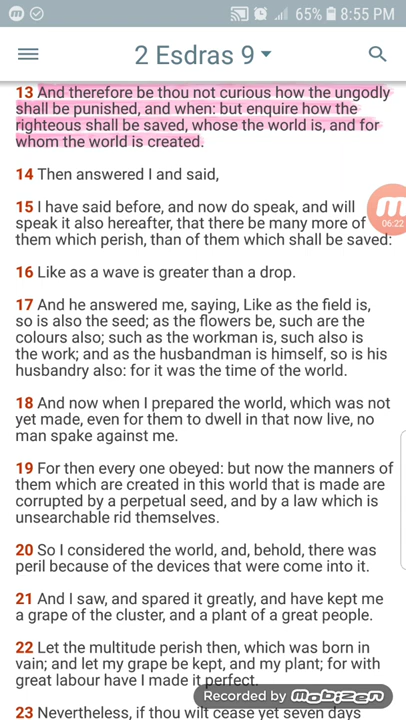 65% 8:55 PM
2 Esdras 9
13 And therefore be thou not curious how the ungodly
shall be punished, and when: but enquire how the
righteous shall be saved, whose the world is, and for
whom the world is created.
14 Then answered I and said,
15 I have said before, and now do speak, and will
speak it also hereafter, that there be many more of
them which perish, than of them which shall be saved:
06:22
16 Like as a wave is greater than a drop.
17 And he answered me, saying, Like as the field is,
so is also the seed; as the flowers be, such are the
colours also; such as the workman is, such also is
the work; and as the husbandman is himself, so is his
husbandry also: for it was the time of the world.
18 And now when I prepared the world, which was not
yet made, even for them to dwell in that now live, no
man spake against me.
19 For then every one obeyed: but now the manners of
them which are created in this world that is made are
corrupted by a perpetual seed, and by a law which is
unsearchable rid themselves.
20 So I considered the world, and, behold, there was
peril because of the devices that were come into it.
21 And I saw, and spared it greatly, and have kept me
a grape of the cluster, and a plant of a great people.
22 Let the multitude perish then, which was born in
vain; and let my grape be kept, and my plant; for with
great labour have I made it perfect.
Recorded by mobizen
23 Nevertheless, if thou wilt cease yet seven days